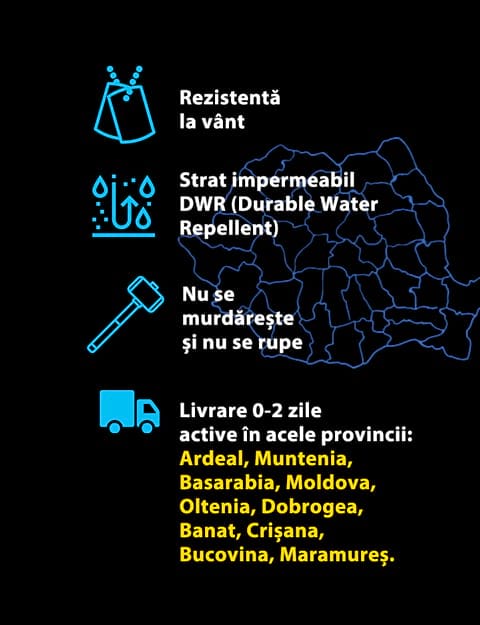 Rezistentă
la vânt
Strat impermeabil
DWR (Durable Water
Repellent)
Nu se
murdărește
și nu se rupe
Livrare 0-2 zile
active în acele provincii:
Ardeal, Muntenia,
Basarabia, Moldova,
Oltenia, Dobrogea,
Banat, Crișana,
Bucovina, Maramureș.